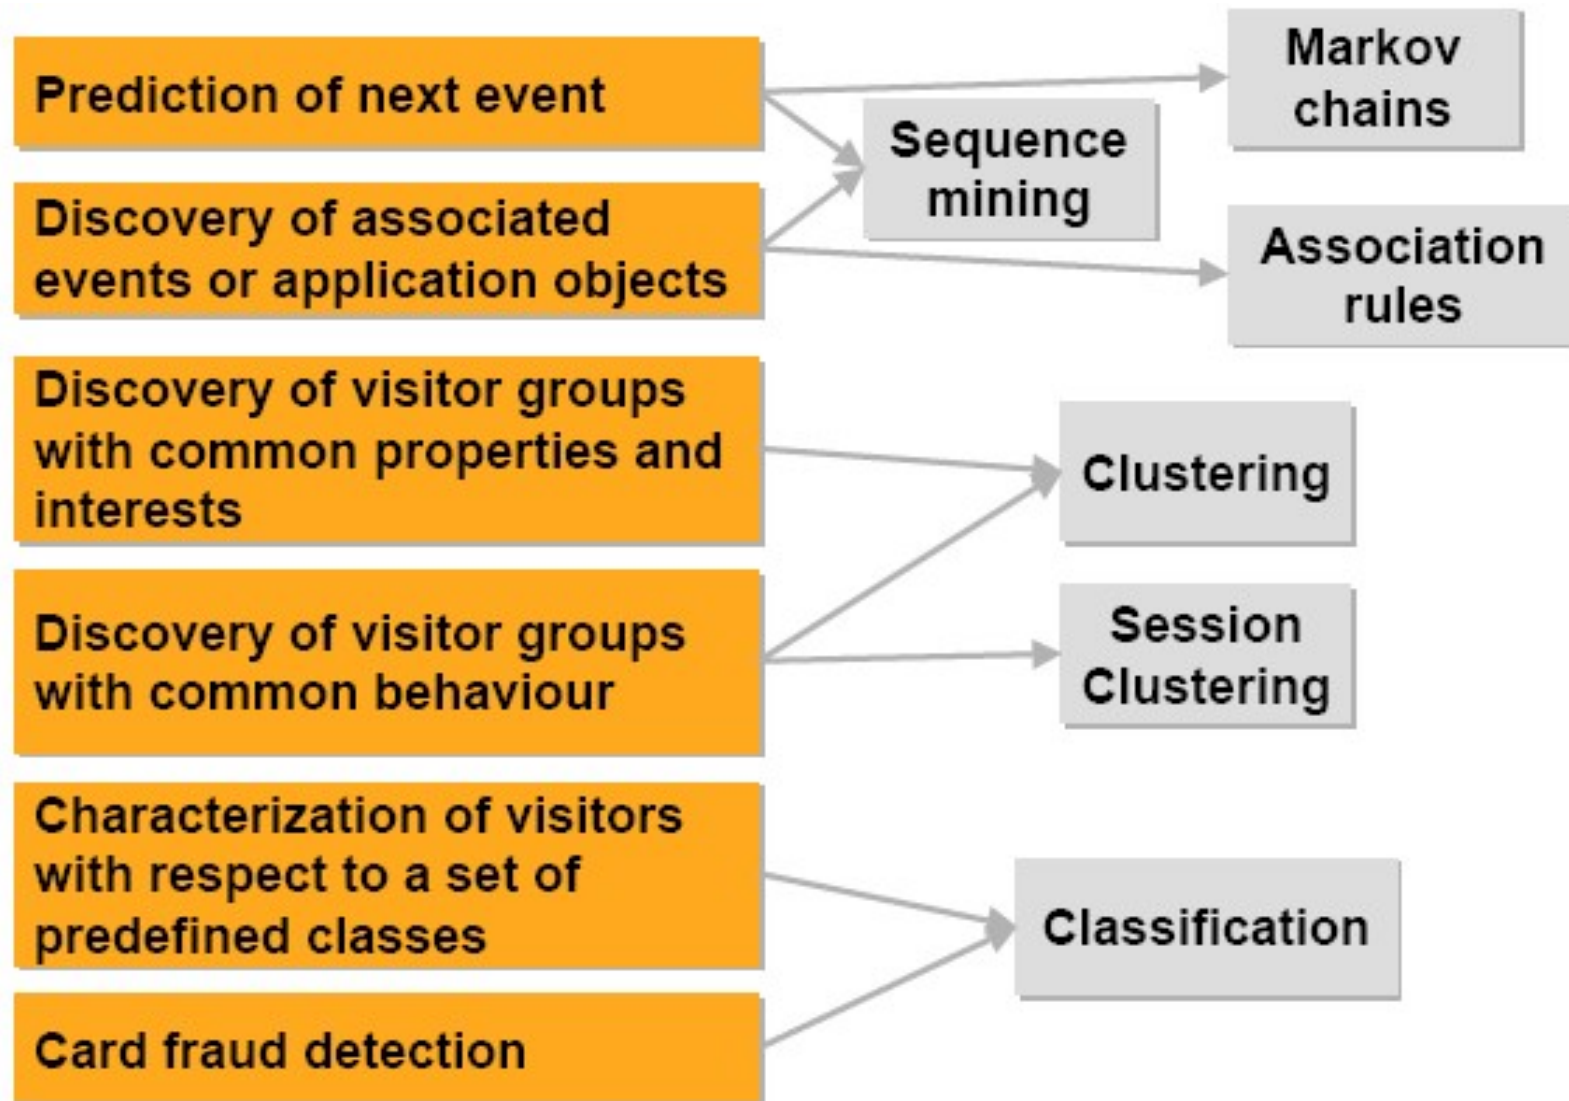 Prediction of next event
Markov
chains
Sequence
mining
Discovery of associated
events or application objects
Association
rules
Discovery of visitor groups
with common properties and
interests
Clustering
Discovery of visitor groups
with common behaviour
Session
Clustering
Characterization of visitors
with respect to a set of
predefined classes
Classification
Card fraud detection